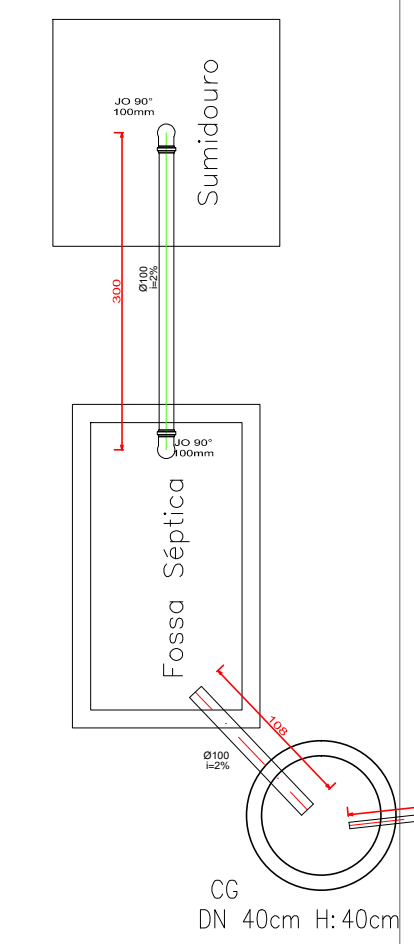 JO 90°
100mm
Sumidouro
300
Ø100
i=2%
JO 90°
100mm
Fossa Séptica
108
Ø100
i=2%
CG
DN 40cm H: 40cm